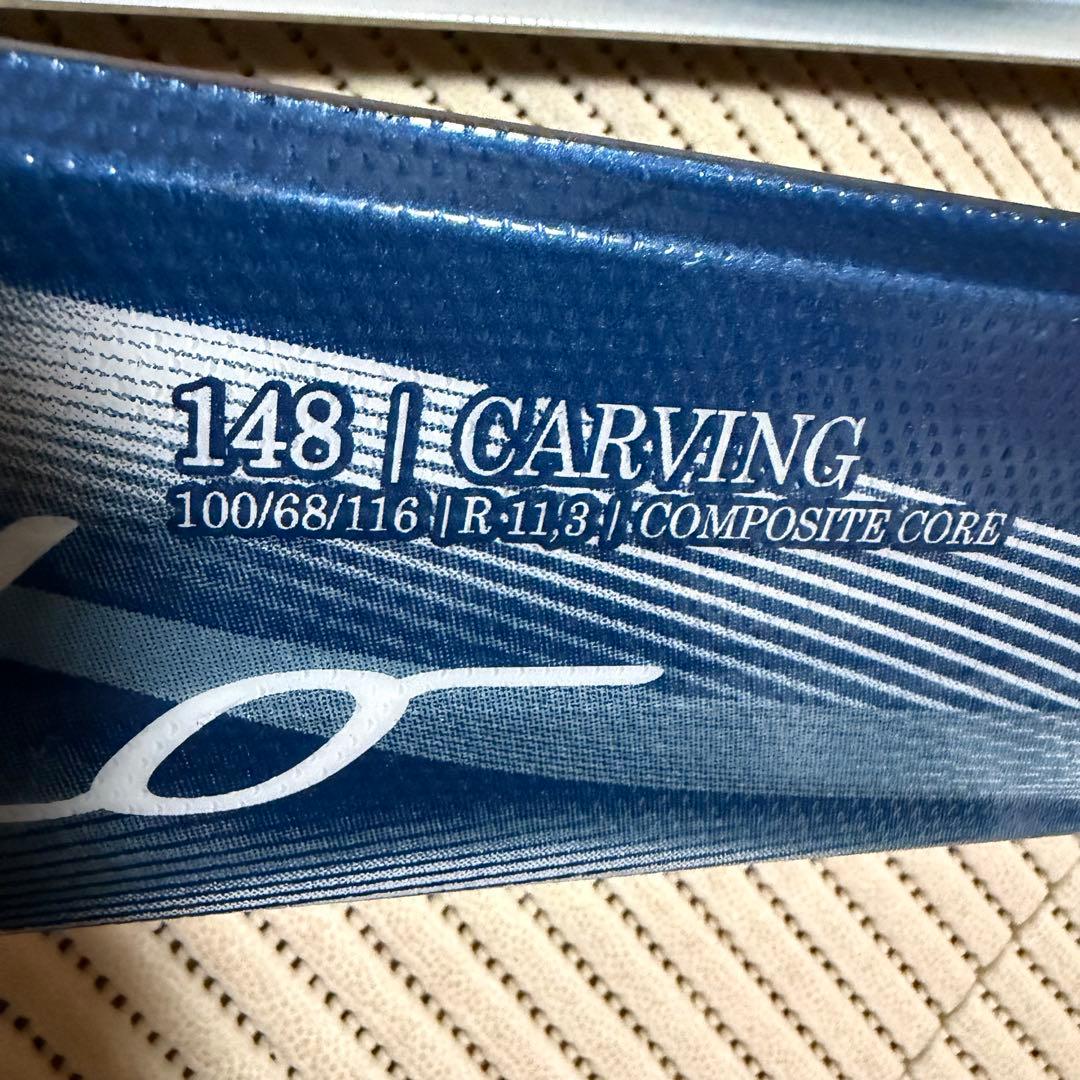 148 | CARVING
100/68/116 | R 11,3 | COMPOSITE CORE